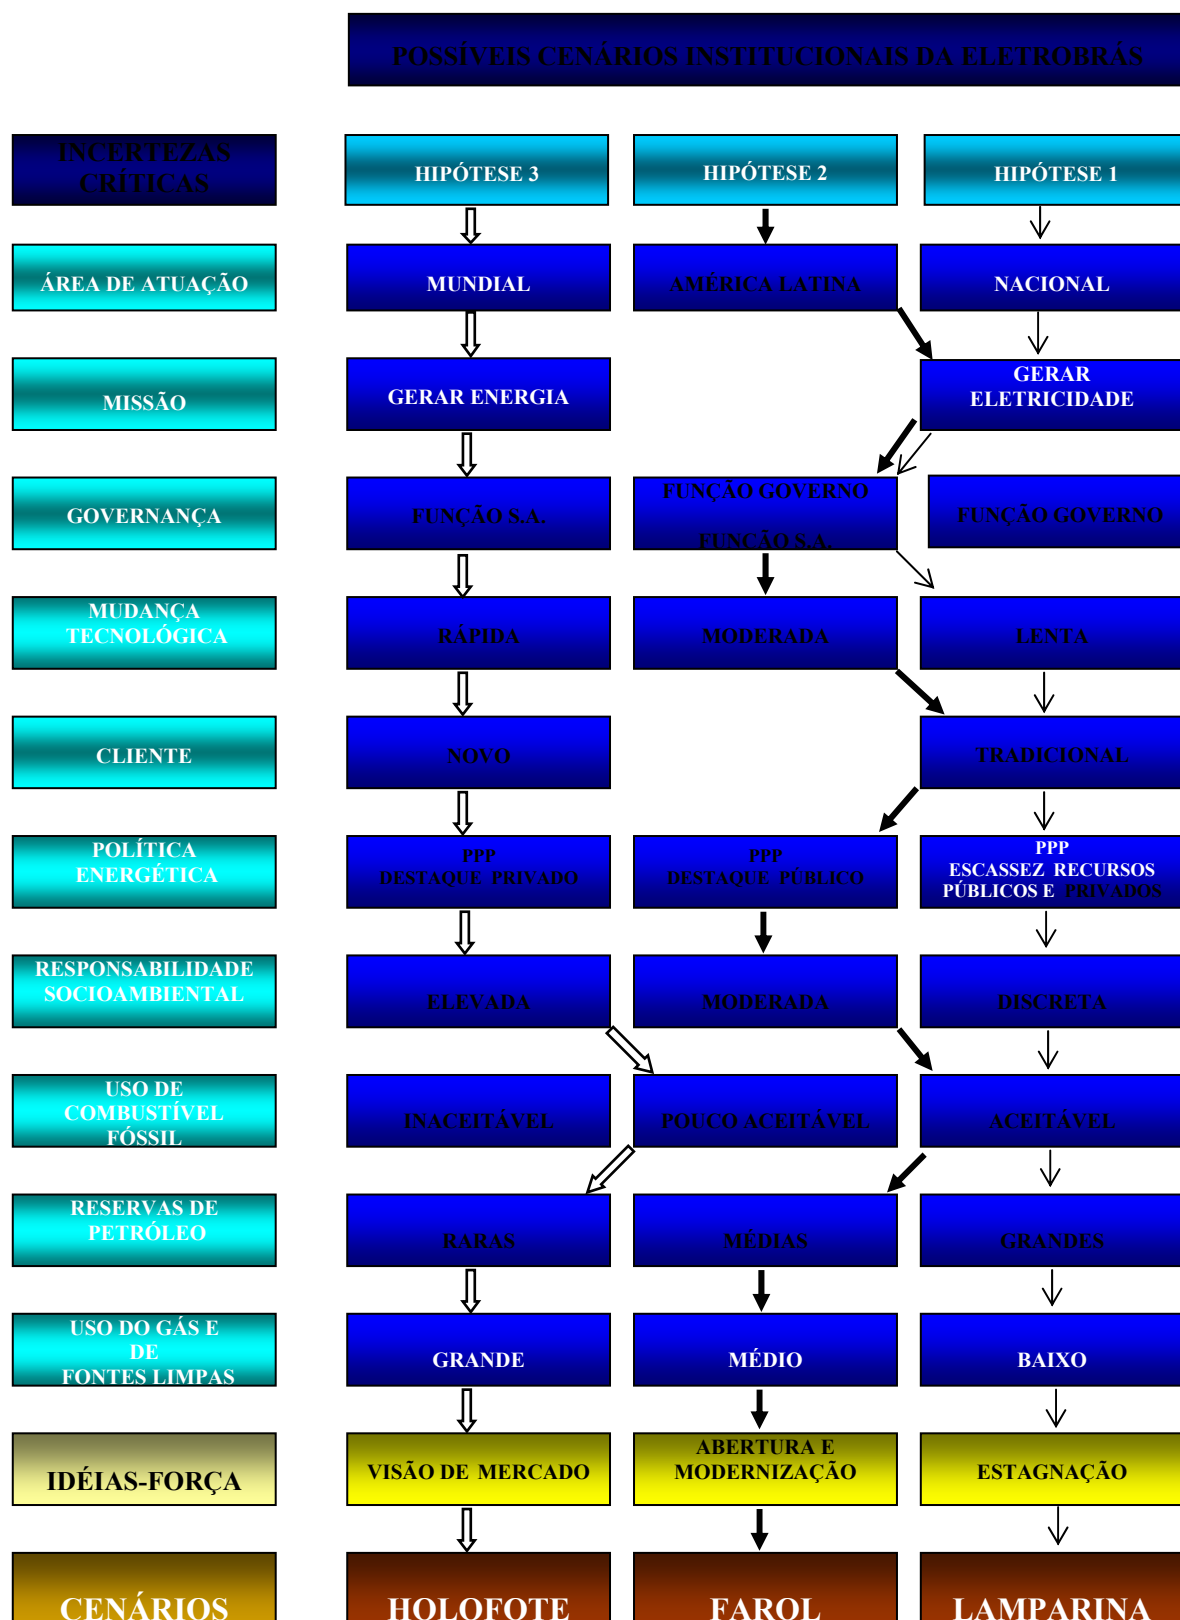 POSSÍVEIS CENÁRIOS INSTITUCIONAIS DA ELETROBRÁS
INCERTEZAS
CRÍTICAS
HIPÓTESE 3
HIPÓTESE 2
HIPÓTESE 1
ÁREA DE ATUAÇÃO
MUNDIAL
AMÉRICA LATINA
NACIONAL
MISSÃO
GERAR ENERGIA
GERAR
ELETRICIDADE
GOVERNANÇA
FUNÇÃO S.A.
FUNÇÃO GOVERNO
FUNCÃO S.A.
FUNÇÃO GOVERNO
MUDANÇA
TECNOLÓGICA
RÁPIDA
MODERADA
LENTA
CLIENTE
NOVO
TRADICIONAL
POLÍTICA
ENERGÉTICA
PPP
DESTAQUE PRIVADO
PPP
DESTAQUE PÚBLICO
PPP
ESCASSEZ RECURSOS
PÚBLICOS E PRIVADOS
RESPONSABILIDADE
SOCIOAMBIENTAL
ELEVADA
MODERADA
DISCRETA
USO DE
COMBUSTÍVEL
FÓSSIL
INACEITÁVEL
POUCO ACEITÁVEL
ACEITÁVEL
RESERVAS DE
PETRÓLEO
RARAS
MÉDIAS
GRANDES
USO DO GÁS E
DE
FONTES LIMPAS
GRANDE
MÉDIO
BAIXO
IDÉIAS-FORÇA
VISÃO DE MERCADO
ABERTURA E
MODERNIZAÇÃO
ESTAGNAÇÃO
CENÁRIOS
HOLOFOTE
FAROL
LAMPARINA